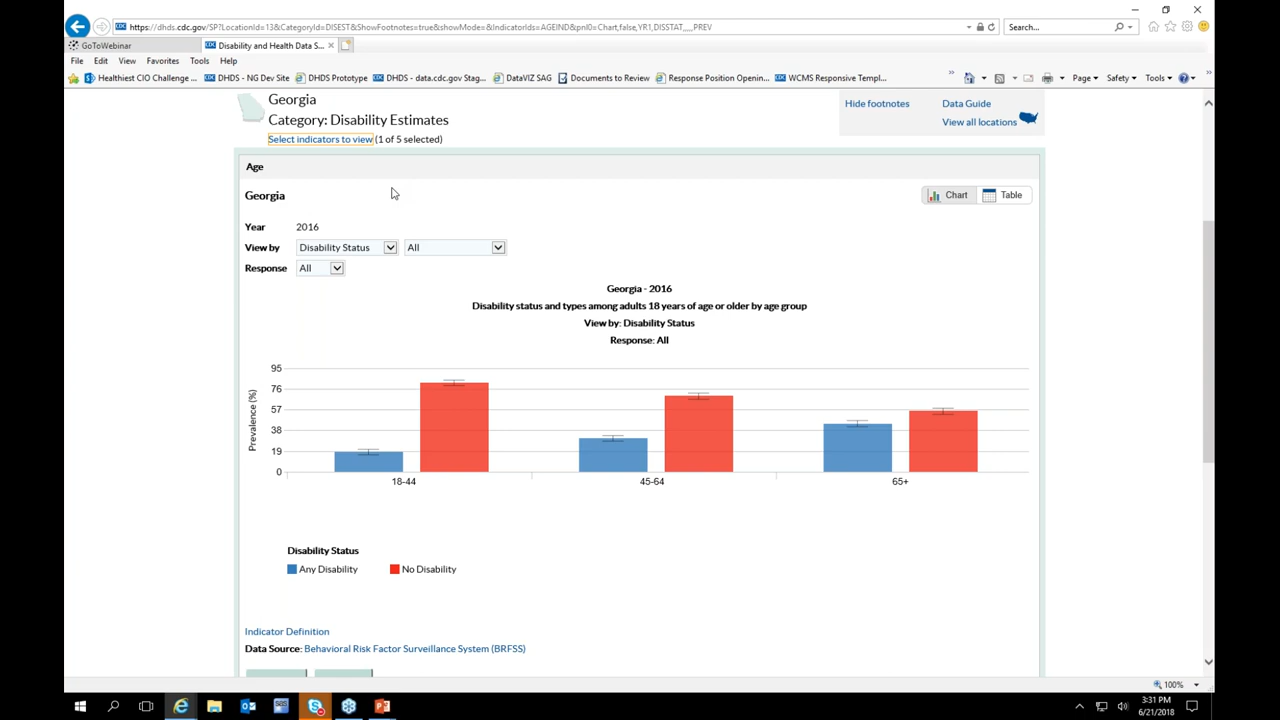 https://dhds.cdc.gov/SP?LocationId=13&CategoryId=DISEST&ShowFootnotes=true&showMode=&IndicatorIds=AGEIND&pnl0=Chart,false,YR1,DISSTAT,,,,,PREV
Search...
GoToWebinar
Disability and Health Data S...
File Edit View Favorites Tools Help
Healthiest CIO Challenge ... DHDS - NG Dev Site DHDS Prototype DHDS - data.cdc.gov Stag... DataVIZ SAG Documents to Review Response Position Openin... WCMS Responsive Templ...
Page Safety Tools
Georgia
Category: Disability Estimates
Select indicators to view (1 of 5 selected)
Hide footnotes Data Guide
View all locations
Age
Georgia
Chart Table
Year 2016
View by Disability Status All
Response All
Georgia - 2016
Disability status and types among adults 18 years of age or older by age group
View by: Disability Status
Response: All
Prevalence (%)
95
76
57
38
19
0
18-44 45-64 65+
Disability Status
Any Disability No Disability
Indicator Definition
Data Source: Behavioral Risk Factor Surveillance System (BRFSS)
100%
3:31 PM
6/21/2018